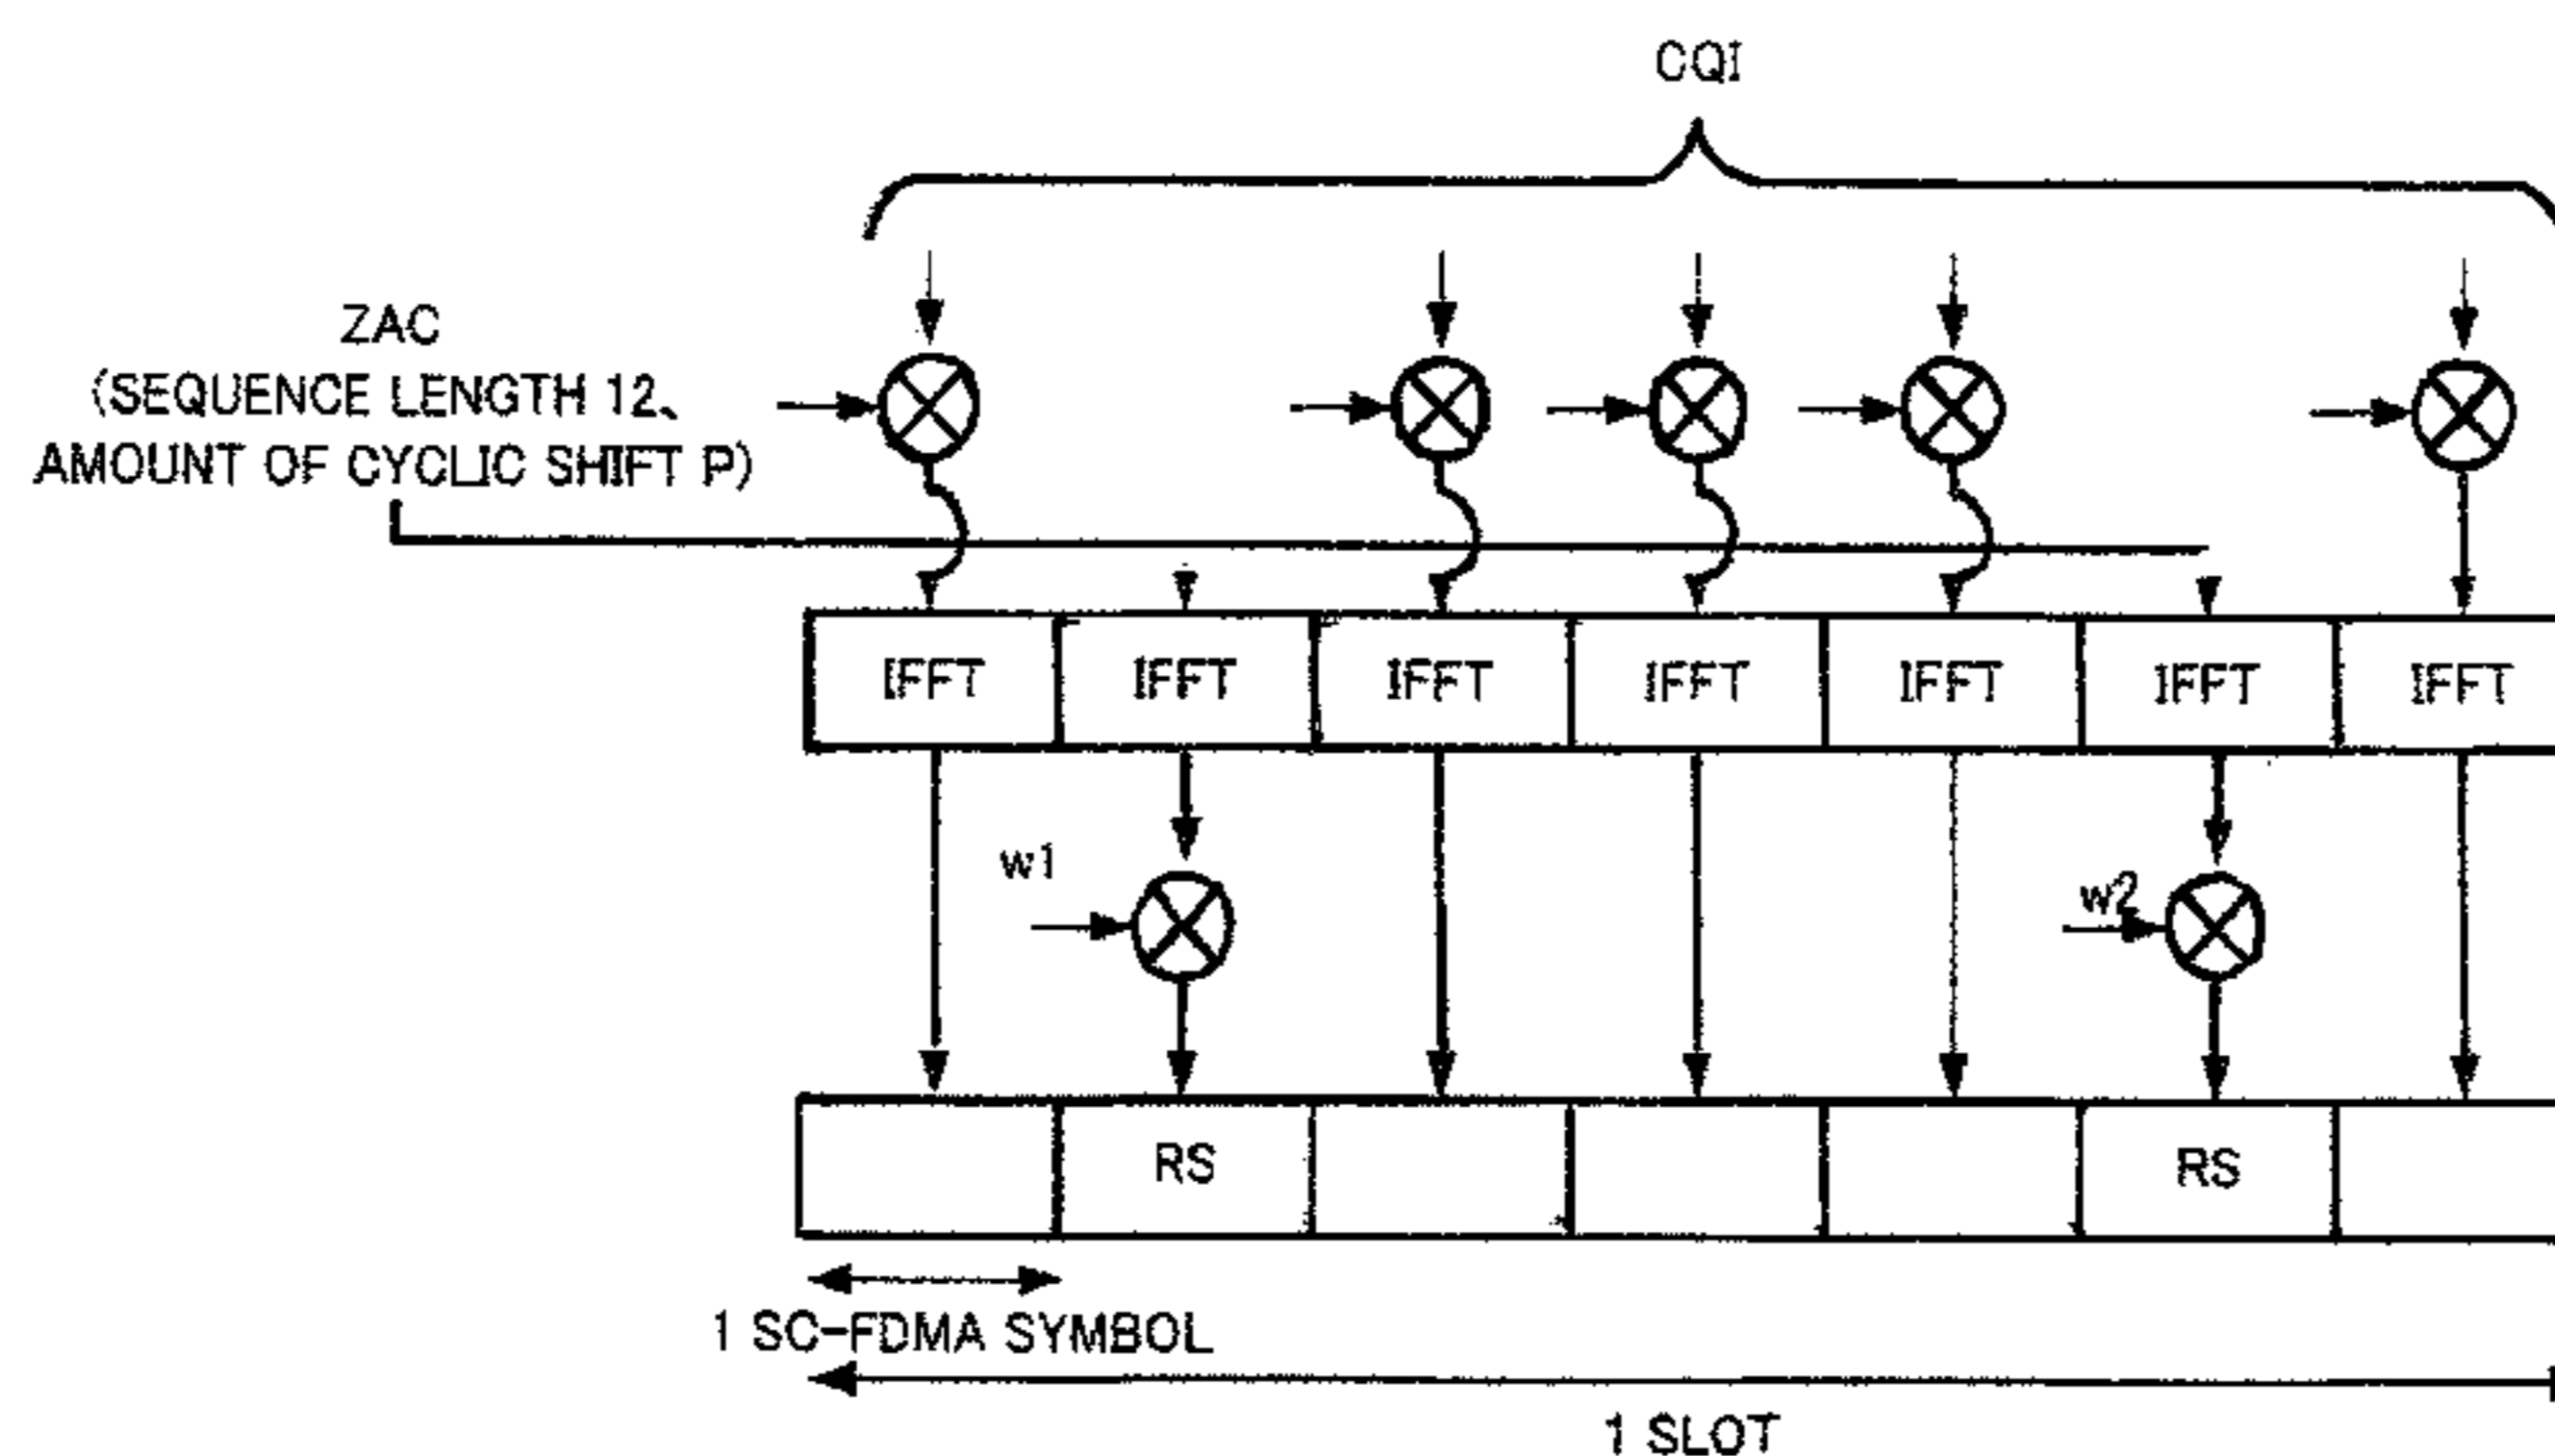 CQI
ZAC
(SEQUENCE LENGTH 12、
AMOUNT OF CYCLIC SHIFT P)
IFFT IFFT IFFT IFFT IFFT IFFT IFFT
w1
w2
RS RS
1 SC-FDMA SYMBOL
1 SLOT